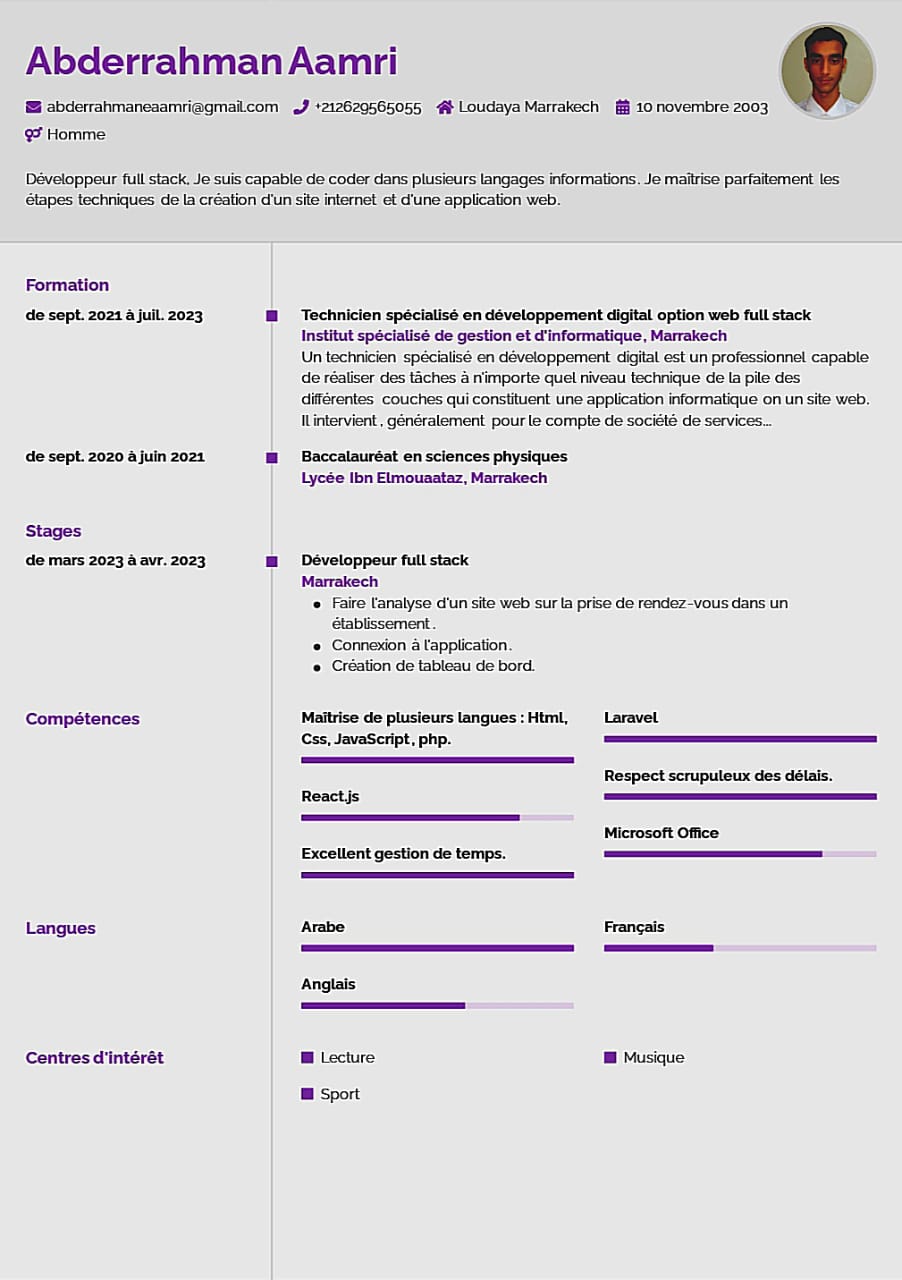 Abderrahman Aamri
abderrahmaneaamri@gmail.com +212629565055 Loudaya Marrakech 10 novembre 2003
Homme
Développeur full stack, Je suis capable de coder dans plusieurs langages informations. Je maîtrise parfaitement les
étapes techniques de la création d'un site internet et d'une application web.
Formation
de sept. 2021 à juil. 2023
Technicien spécialisé en développement digital option web full stack
Institut spécialisé de gestion et d'informatique, Marrakech
Un technicien spécialisé en développement digital est un professionnel capable
de réaliser des tâches à n'importe quel niveau technique de la pile des
différentes couches qui constituent une application informatique on un site web.
Il intervient, généralement pour le compte de société de services...
de sept. 2020 à juin 2021
Baccalauréat en sciences physiques
Lycée Ibn Elmouaataz, Marrakech
Stages
de mars 2023 à avr. 2023
Développeur full stack
Marrakech
• Faire l'analyse d'un site web sur la prise de rendez-vous dans un
établissement.
• Connexion à l'application.
• Création de tableau de bord.
Compétences
Maîtrise de plusieurs langues : Html,
Css, JavaScript, php.
React.js
Excellent gestion de temps.
Laravel
Respect scrupuleux des délais.
Microsoft Office
Langues
Arabe
Français
Anglais
Centres d'intérêt
Lecture
Musique
Sport